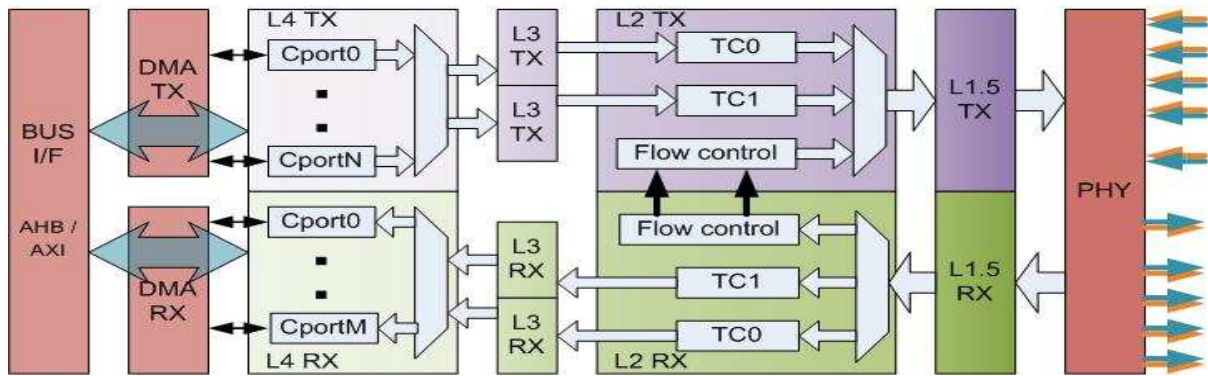 BUS
I/F
AHB /
AXI
DMA
TX
DMA
RX
L4 TX
Cport0
CportN
Cport0
CportM
L4 RX
L3
TX
L3
TX
L3
RX
L3
RX
L2 TX
TC0
TC1
Flow control
Flow control
TC1
TC0
L2 RX
L1.5
TX
L1.5
RX
PHY